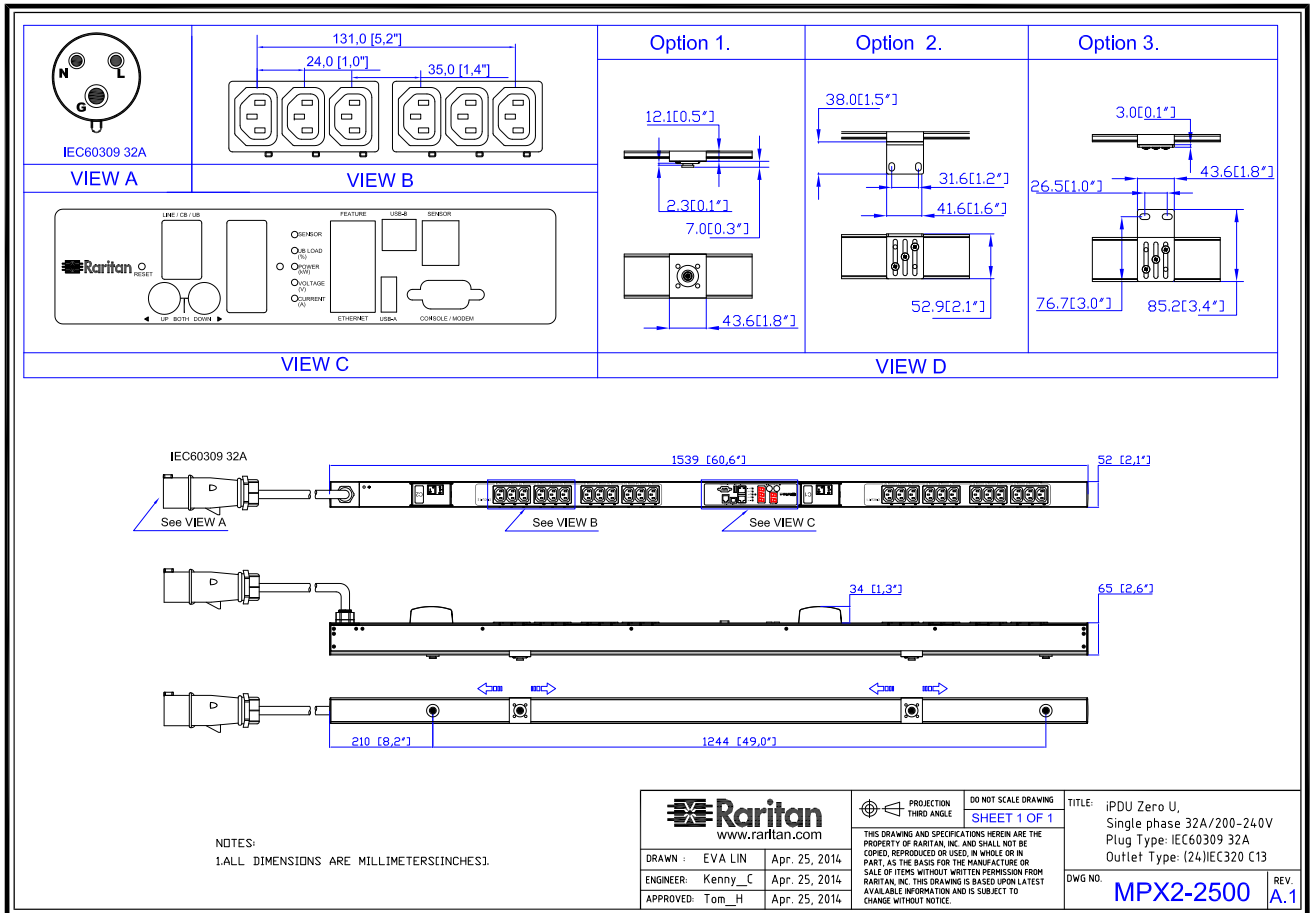 N
L
G
IEC60309 32A
VIEW A
131,0 [5,2"]
24,0 [1,0"]
35,0 [1,4"]
VIEW B
LINE / CB / UB
FEATURE
USB-B
SENSOR
SENSOR
UB LOAD
(%)
POWER
(kW)
VOLTAGE
(V)
CURRENT
(A)
Raritan
RESET
UP BOTH DOWN
ETHERNET
USB-A
CONSOLE / MODEM
VIEW C
Option 1.
12.1[0.5"]
2.3[0.1"]
7.0[0.3"]
43.6[1.8"]
Option 2.
38.0[1.5"]
31.6[1.2"]
41.6[1.6"]
52.9[2.1"]
Option 3.
3.0[0.1"]
43.6[1.8"]
26.5[1.0"]
76.7[3.0"]
85.2[3.4"]
VIEW D
IEC60309 32A
See VIEW A
1539 [60,6"]
52 [2,1"]
See VIEW B
See VIEW C
34 [1,3"]
65 [2,6"]
210 [8,2"]
1244 [49,0"]
NOTES:
1.ALL DIMENSIONS ARE MILLIMETERS[INCHES].
Raritan
www.raritan.com
DRAWN : EVA LIN Apr. 25, 2014
ENGINEER: Kenny_C Apr. 25, 2014
APPROVED: Tom_H Apr. 25, 2014
PROJECTION
THIRD ANGLE
DO NOT SCALE DRAWING
SHEET 1 OF 1
THIS DRAWING AND SPECIFICATIONS HEREIN ARE THE
PROPERTY OF RARITAN, INC. AND SHALL NOT BE
COPIED, REPRODUCED OR USED, IN WHOLE OR IN
PART, AS THE BASIS FOR THE MANUFACTURE OR
SALE OF ITEMS WITHOUT WRITTEN PERMISSION FROM
RARITAN, INC. THIS DRAWING IS BASED UPON LATEST
AVAILABLE INFORMATION AND IS SUBJECT TO
CHANGE WITHOUT NOTICE.
TITLE: iPDU Zero U,
Single phase 32A/200-240V
Plug Type: IEC60309 32A
Outlet Type: (24)IEC320 C13
DWG NO. MPX2-2500
REV. A.1